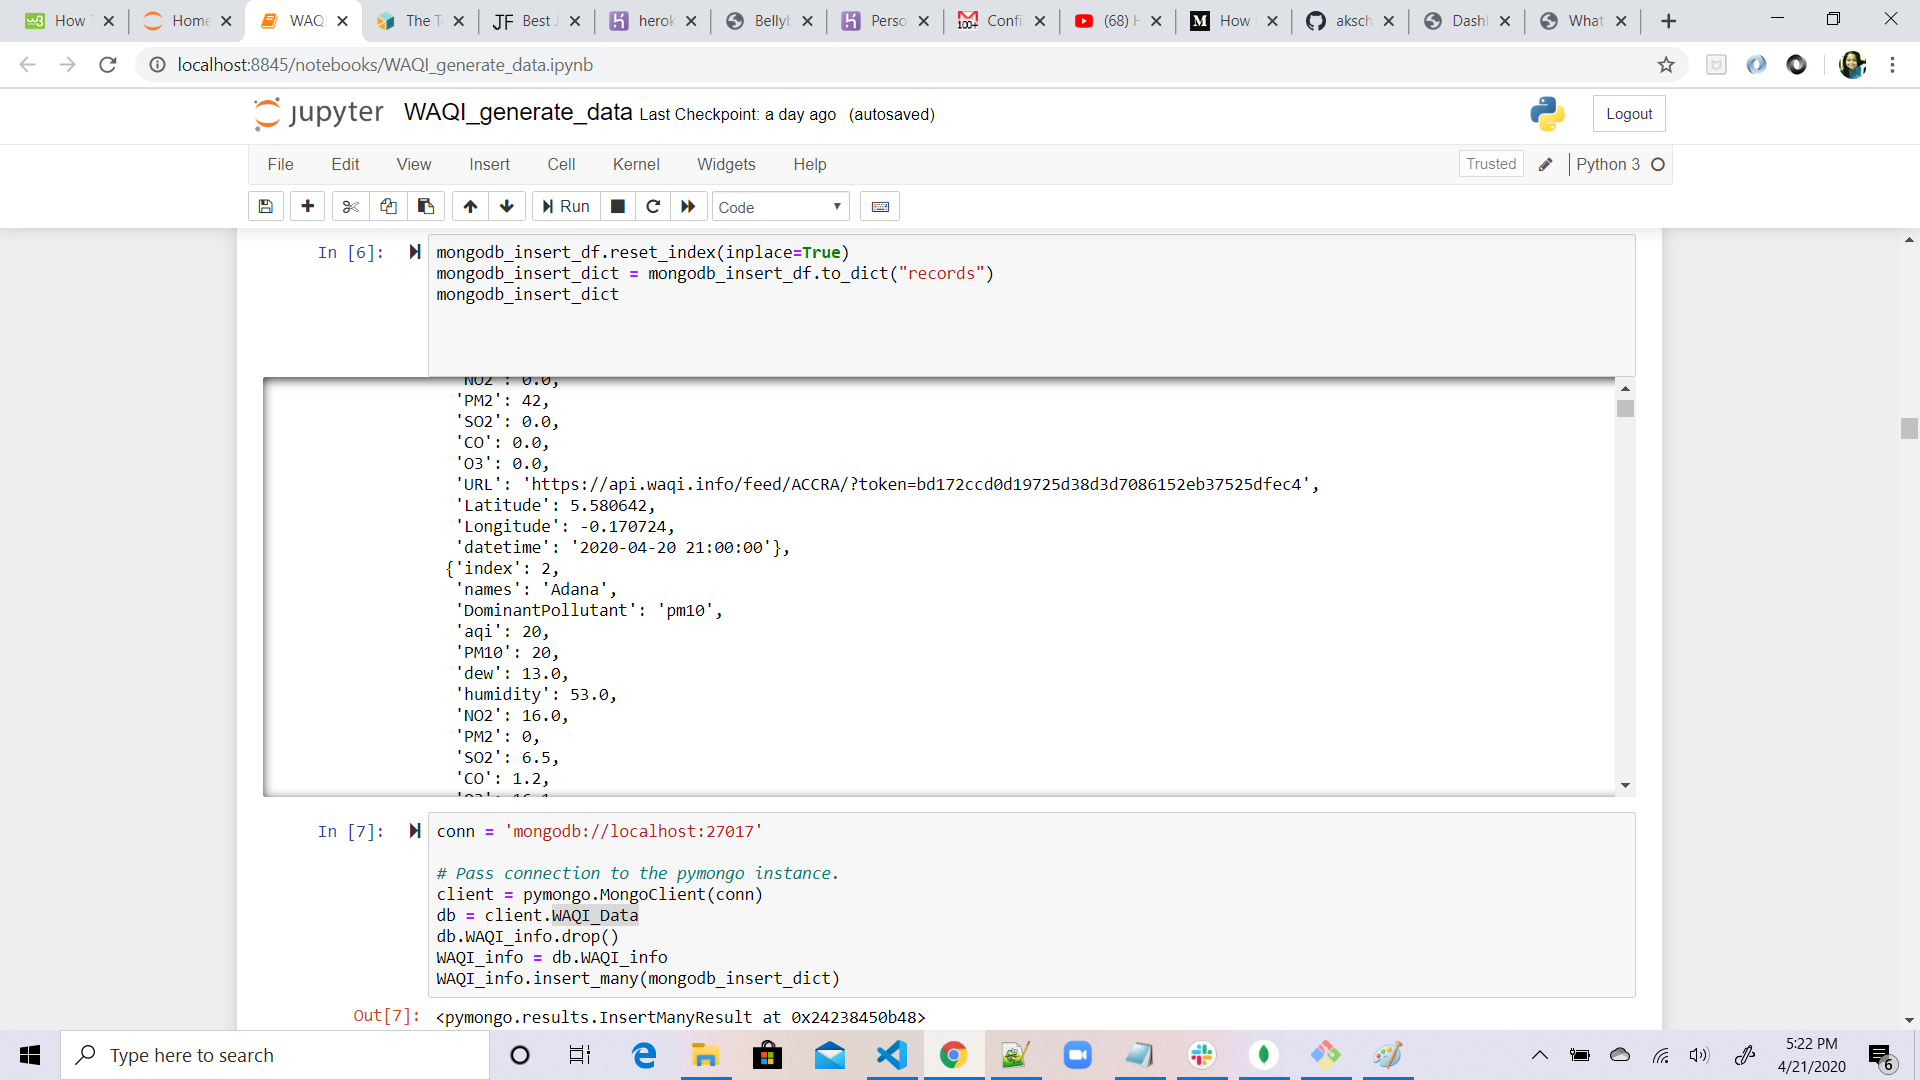 How T
Home
WAQ
The T
Best
herok
Bellyb
Perso
Confi
(68)
How
aksch
Dashl
What
localhost:8845/notebooks/WAQI_generate_data.ipynb
jupyter WAQI_generate_data Last Checkpoint: a day ago (autosaved)
Logout
File Edit View Insert Cell Kernel Widgets Help
Trusted Python 3
Run Code
In [6]: mongodb_insert_df.reset_index(inplace=True)
mongodb_insert_dict = mongodb_insert_df.to_dict("records")
mongodb_insert_dict
'NO2': 0.0,
'PM2': 42,
'SO2': 0.0,
'CO': 0.0,
'O3': 0.0,
'URL': 'https://api.waqi.info/feed/ACCRA/?token=bd172ccd0d19725d38d3d7086152eb37525dfec4',
'Latitude': 5.580642,
'Longitude': -0.170724,
'datetime': '2020-04-20 21:00:00'},
{'index': 2,
'names': 'Adana',
'DominantPollutant': 'pm10',
'aqi': 20,
'PM10': 20,
'dew': 13.0,
'humidity': 53.0,
'NO2': 16.0,
'PM2': 0,
'SO2': 6.5,
'CO': 1.2,
In [7]: conn = 'mongodb://localhost:27017'
# Pass connection to the pymongo instance.
client = pymongo.MongoClient(conn)
db = client.WAQI_Data
db.WAQI_info.drop()
WAQI_info = db.WAQI_info
WAQI_info.insert_many(mongodb_insert_dict)
Out[7]: <pymongo.results.InsertManyResult at 0x24238450b48>
Type here to search
5:22 PM
4/21/2020
6